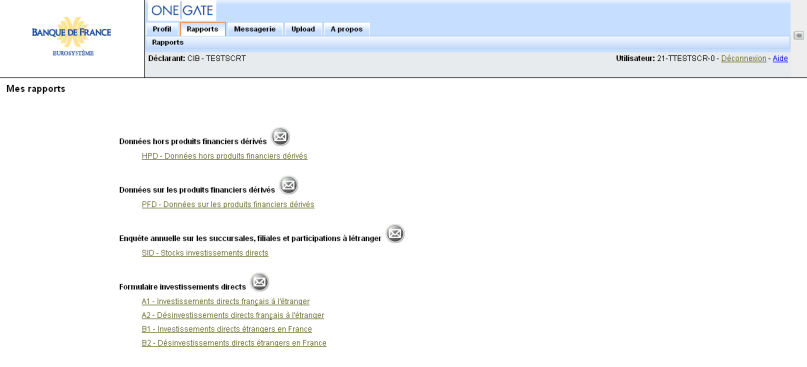 BANQUE DE FRANCE
EUROSYSTÈME
ONEGATE
Profil Rapports Messagerie Upload A propos
Rapports
Déclarant: CIB - TESTSCRT Utilisateur: 21-TTESTSCR-0 - Déconnexion - Aide
Mes rapports
Données hors produits financiers dérivés
HPD - Données hors produits financiers dérivés
Données sur les produits financiers dérivés
PFD - Données sur les produits financiers dérivés
Enquête annuelle sur les succursales, filiales et participations à létranger
SID - Stocks investissements directs
Formulaire investissements directs
A1 - Investissements directs français à l'étranger
A2 - Désinvestissements directs français à l'étranger
B1 - Investissements directs étrangers en France
B2 - Désinvestissements directs étrangers en France